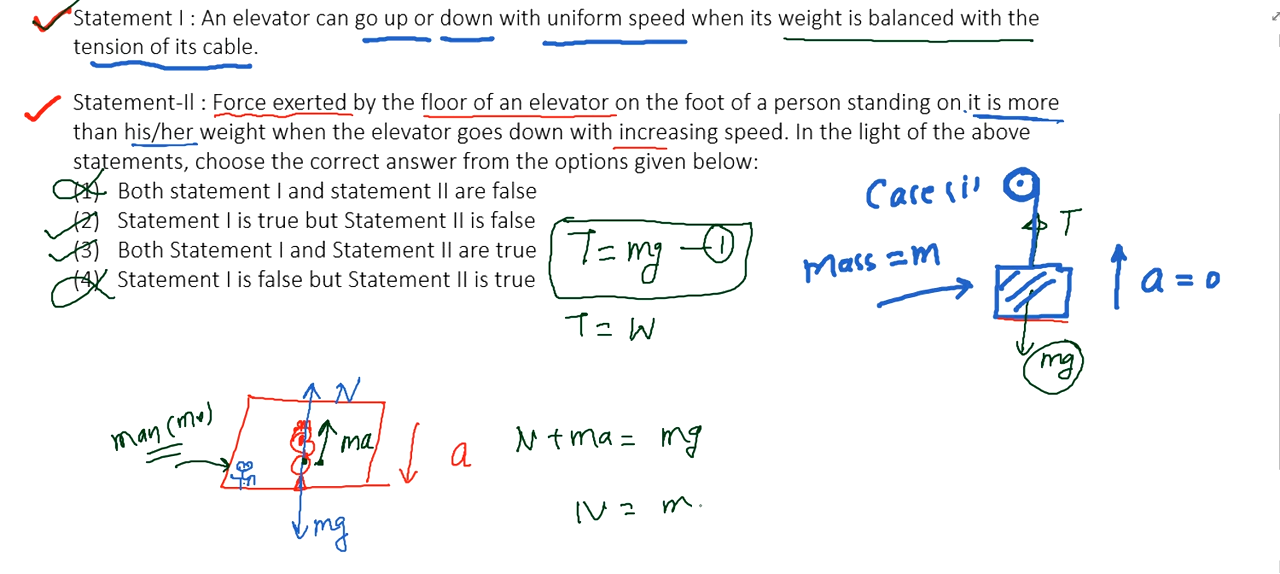 Statement I : An elevator can go up or down with uniform speed when its weight is balanced with the
tension of its cable.
Statement-II : Force exerted by the floor of an elevator on the foot of a person standing on it is more
than his/her weight when the elevator goes down with increasing speed. In the light of the above
statements, choose the correct answer from the options given below:
(1) Both statement I and statement II are false
(2) Statement I is true but Statement II is false
(3) Both Statement I and Statement II are true
(4) Statement I is false but Statement II is true
Case (i)
T
T = mg — 1
Mass = m
a = 0
T = W
mg
N
man
ma
a
N + ma = mg
mg
N = m